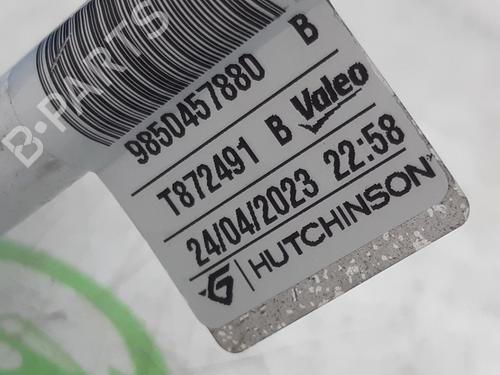 B-PARTS
9850457880 B
T872491 B Valeo
24/04/2023 22:58
HUTCHINSON